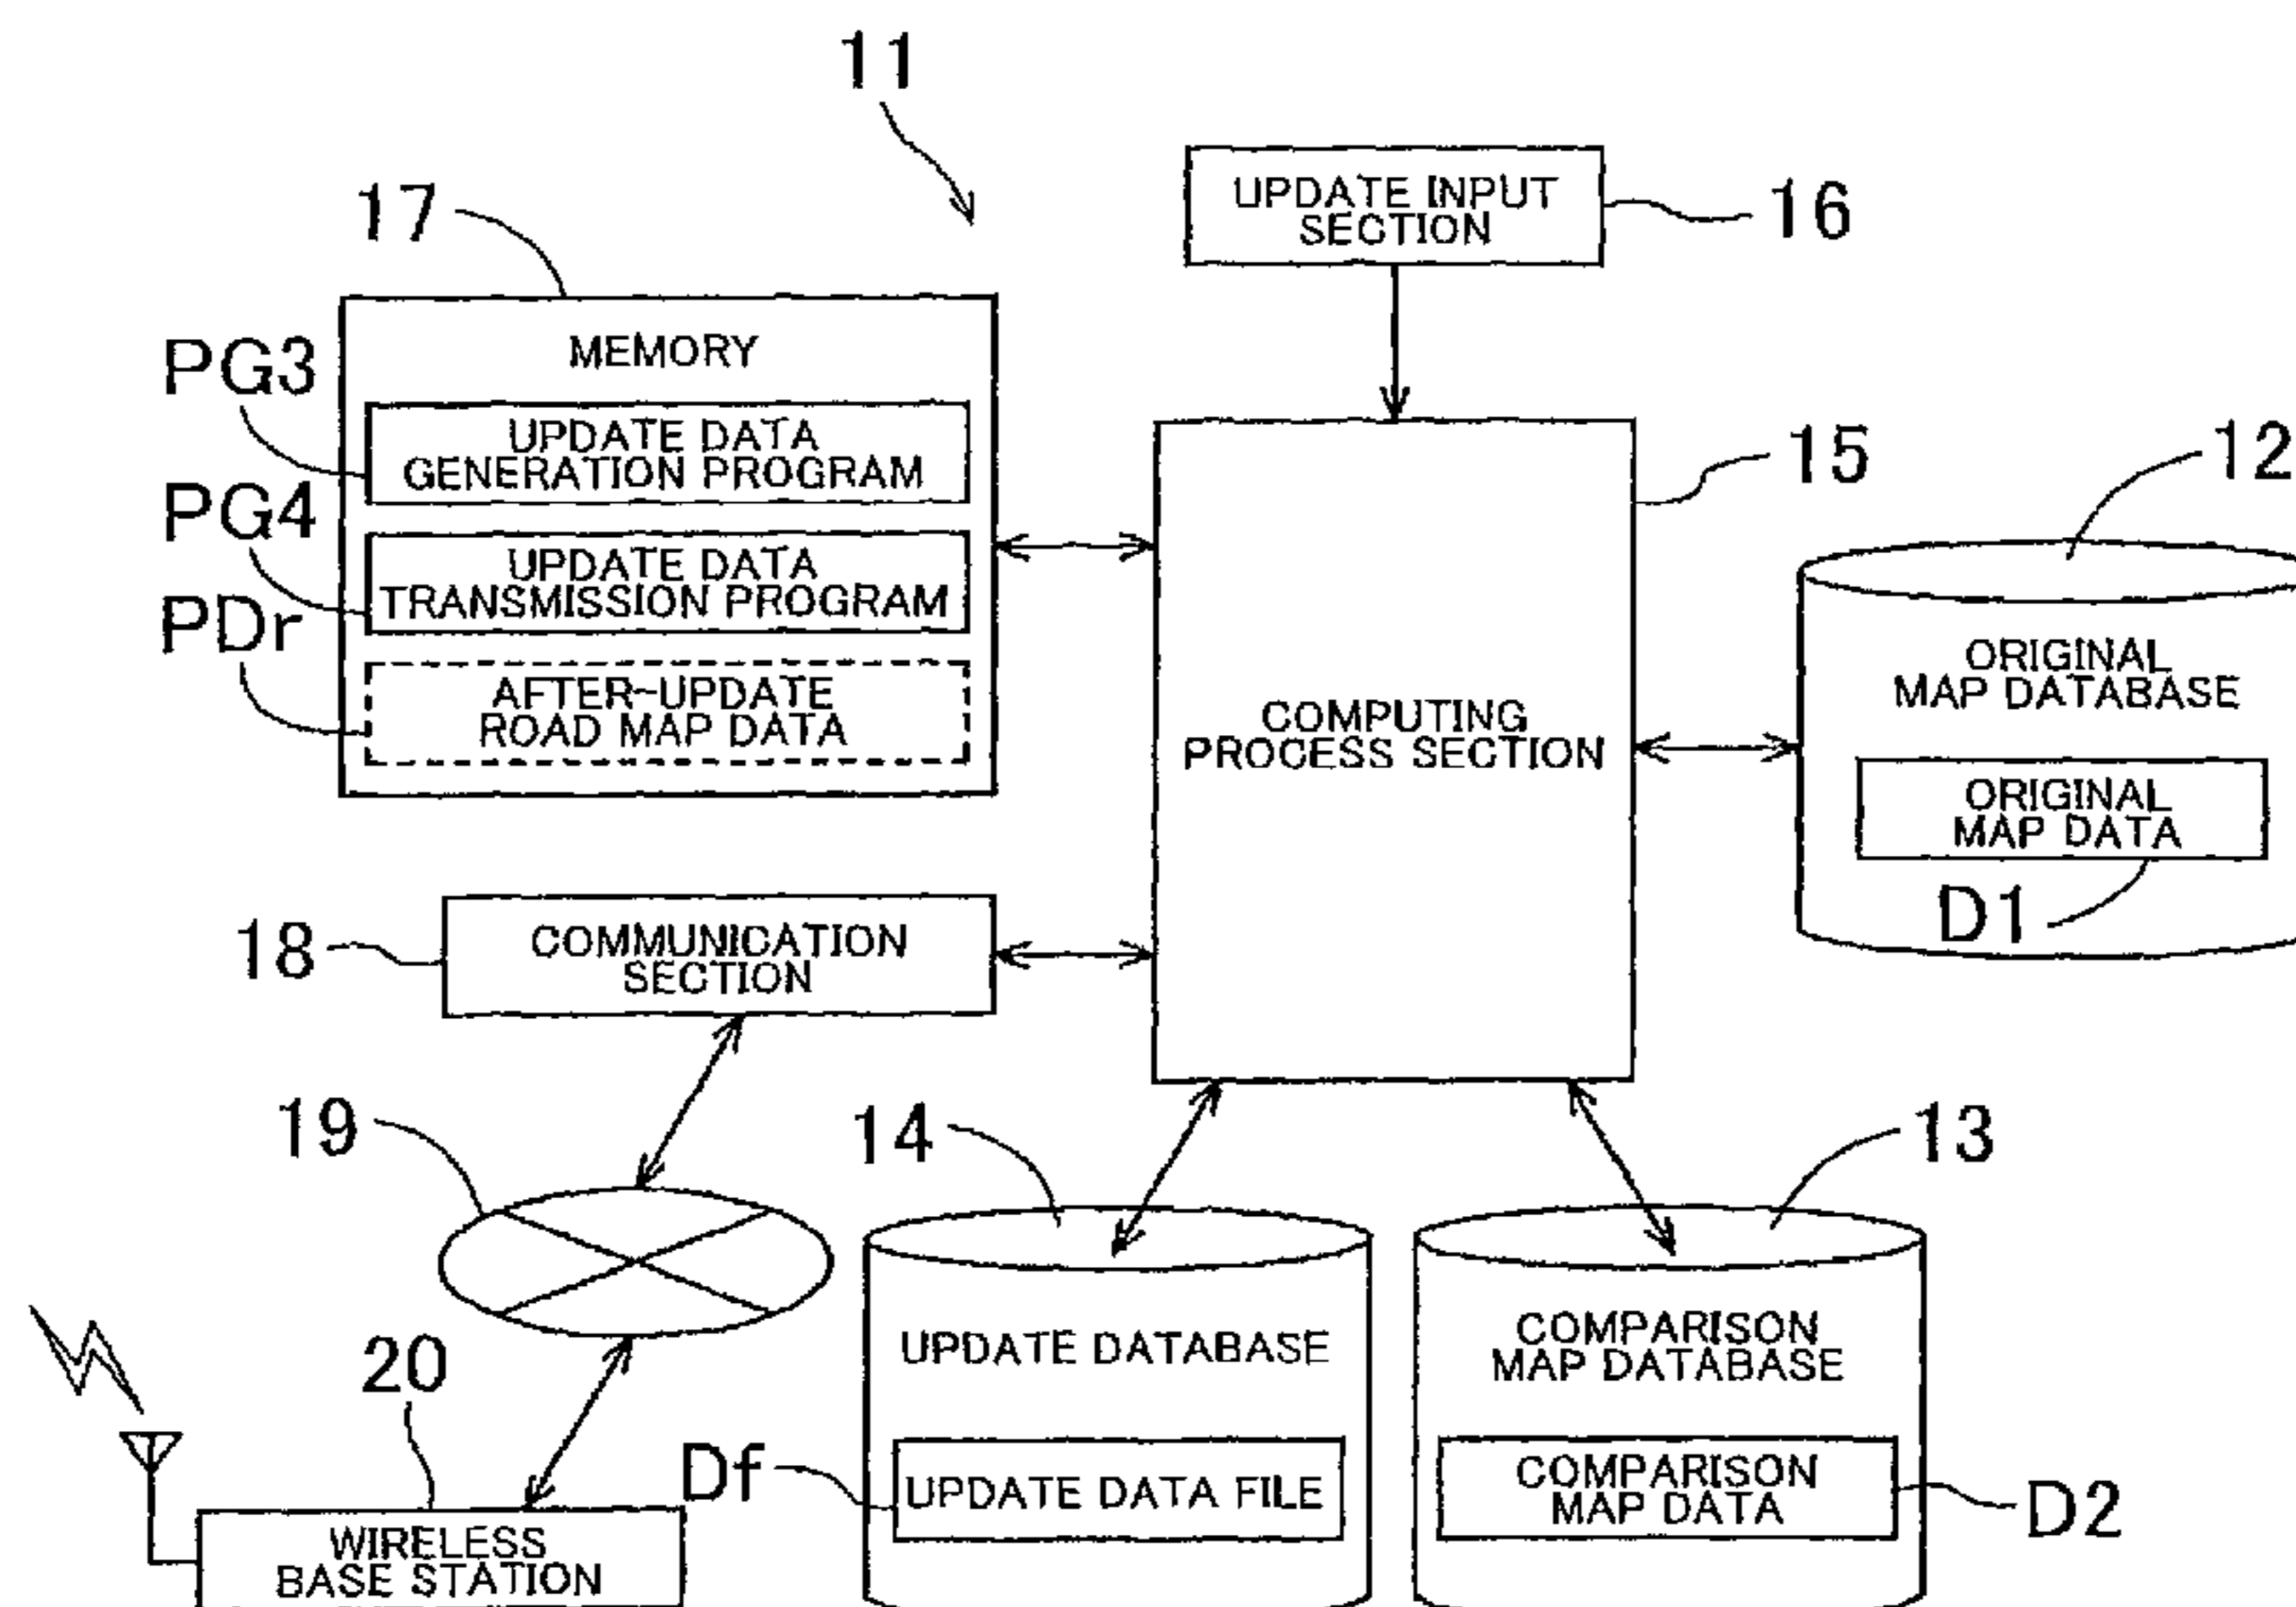 11
UPDATE INPUT
SECTION
16
17
MEMORY
PG3
UPDATE DATA
GENERATION PROGRAM
PG4
UPDATE DATA
TRANSMISSION PROGRAM
PDr
AFTER-UPDATE
ROAD MAP DATA
15
COMPUTING
PROCESS SECTION
12
ORIGINAL
MAP DATABASE
ORIGINAL
MAP DATA
D1
18
COMMUNICATION
SECTION
19
14
13
20
UPDATE DATABASE
COMPARISON
MAP DATABASE
Df
UPDATE DATA FILE
COMPARISON
MAP DATA
D2
WIRELESS
BASE STATION